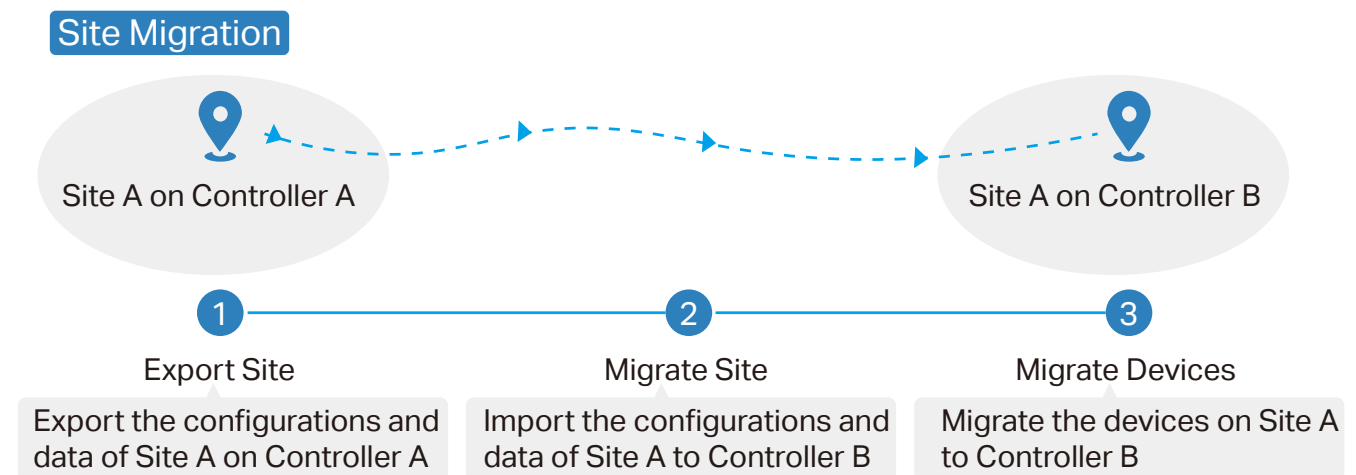 Site Migration
Site A on Controller A
Site A on Controller B
1
2
3
Export Site
Migrate Site
Migrate Devices
Export the configurations and
data of Site A on Controller A
Import the configurations and
data of Site A to Controller B
Migrate the devices on Site A
to Controller B